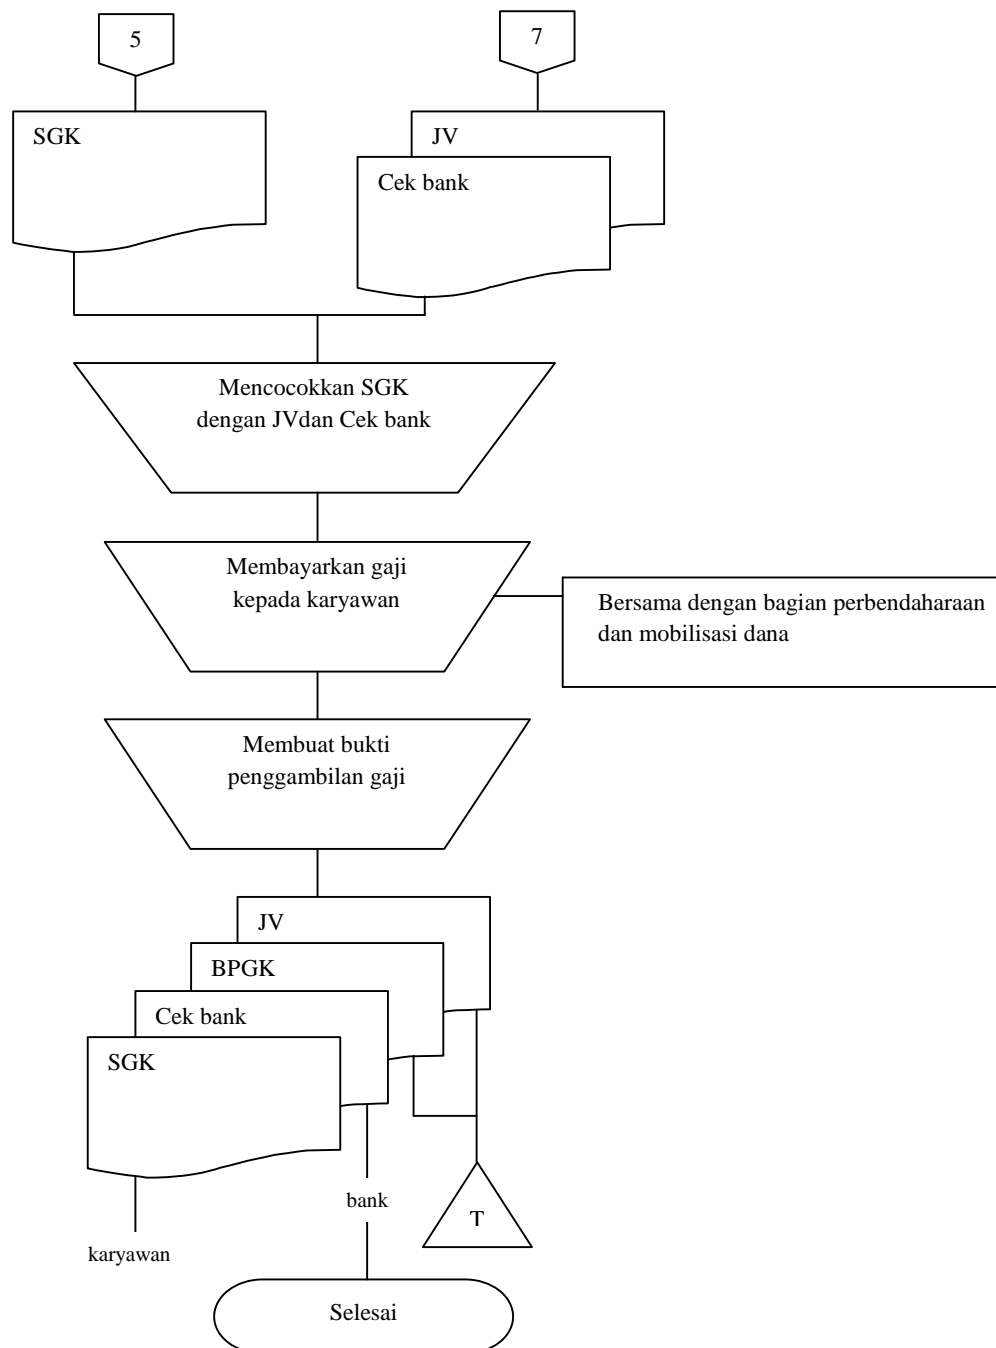 5
7
SGK
JV
Cek bank
Mencocokkan SGK
dengan JVdan Cek bank
Membayarkan gaji
kepada karyawan
Bersama dengan bagian perbendaharaan
dan mobilisasi dana
Membuat bukti
penggambilan gaji
JV
BPGK
Cek bank
SGK
bank
T
karyawan
Selesai